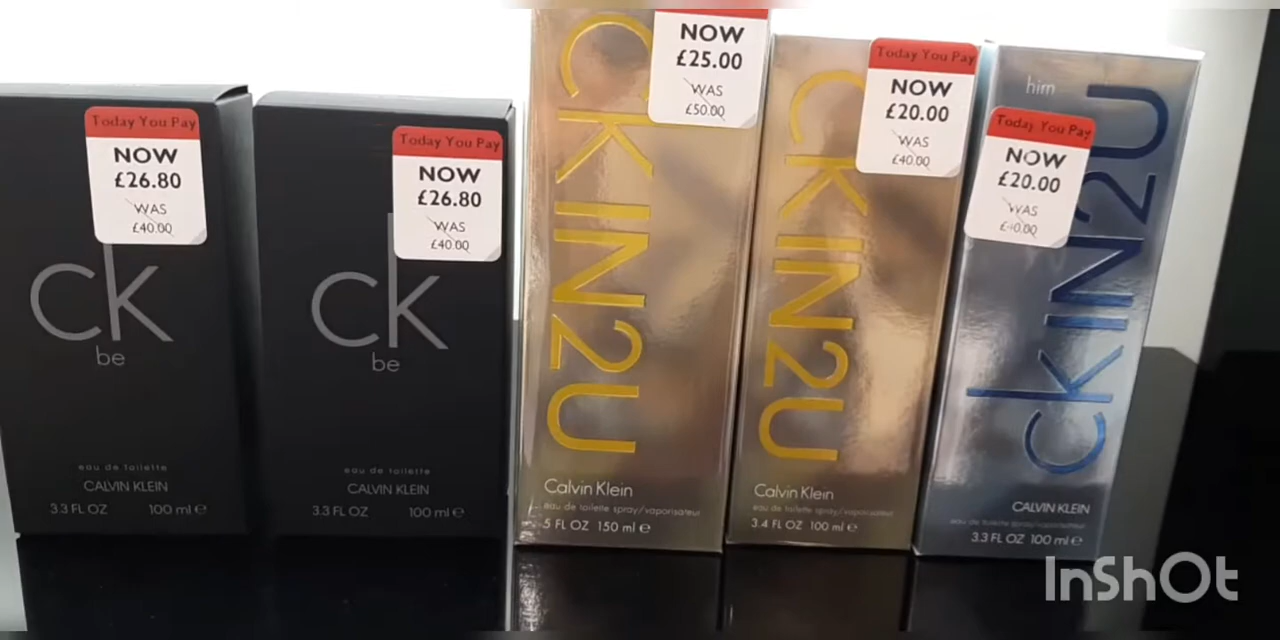 Today You Pay
NOW
£26.80
WAS
£40.00
ck
be
eau de toilette
CALVIN KLEIN
3.3 FL OZ 100 ml e
Today You Pay
NOW
£26.80
WAS
£40.00
ck
be
eau de toilette
CALVIN KLEIN
3.3 FL OZ 100 ml e
NOW
£25.00
WAS
£50.00
CKIN2U
Calvin Klein
eau de toilette spray/vaporisateur
5 FL OZ 150 ml e
Today You Pay
NOW
£20.00
WAS
£40.00
CKIN2U
Calvin Klein
eau de toilette spray/vaporisateur
3.4 FL OZ 100 ml e
him
Today You Pay
NOW
£20.00
WAS
£40.00
ckIN2U
CALVIN KLEIN
eau de toilette spray/vaporisateur
3.3 FL OZ 100 ml e
InShOt